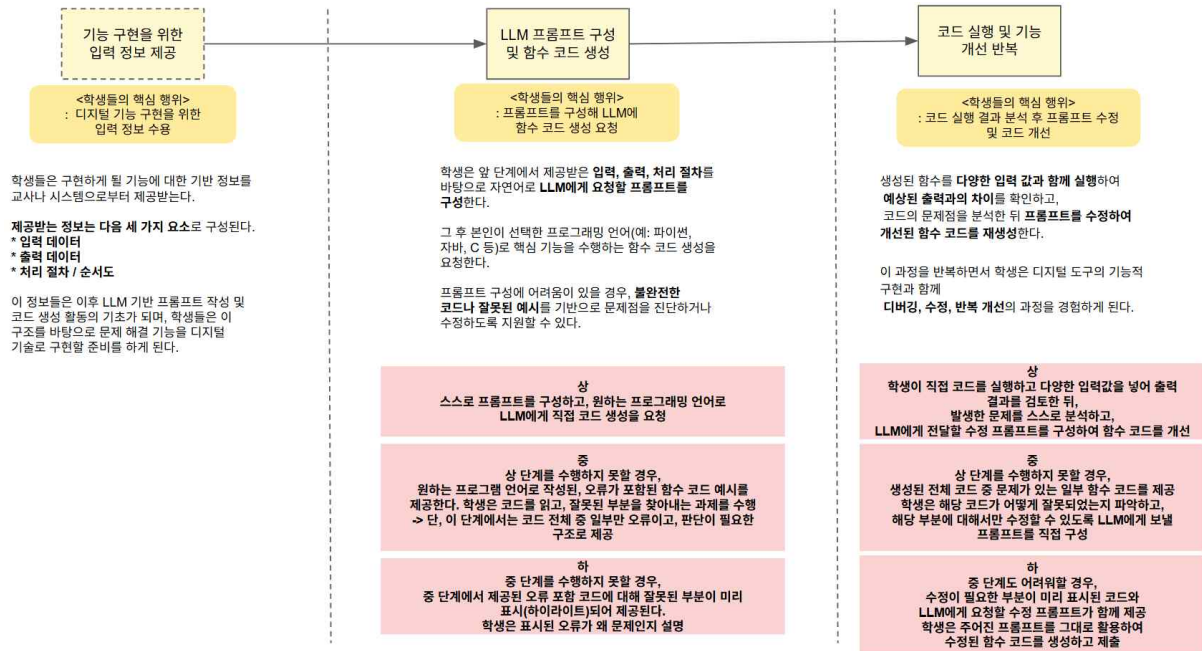 기능 구현을 위한
입력 정보 제공
<학생들의 핵심 행위>
: 디지털 기능 구현을 위한
입력 정보 수용
학생들은 구현하게 될 기능에 대한 기반 정보를
교사나 시스템으로부터 제공받는다.
제공받는 정보는 다음 세 가지 요소로 구성된다.
* 입력 데이터
* 출력 데이터
* 처리 절차 / 순서도
이 정보들은 이후 LLM 기반 프롬프트 작성 및
코드 생성 활동의 기초가 되며, 학생들은 이
구조를 바탕으로 문제 해결 기능을 디지털
기술로 구현할 준비를 하게 된다.
LLM 프롬프트 구성
및 함수 코드 생성
<학생들의 핵심 행위>
: 프롬프트를 구성해 LLM에
함수 코드 생성 요청
학생은 앞 단계에서 제공받은 입력, 출력, 처리 절차를
바탕으로 자연어로 LLM에게 요청할 프롬프트를
구성한다.
그 후 본인이 선택한 프로그래밍 언어(예: 파이썬,
자바, C 등)로 핵심 기능을 수행하는 함수 코드 생성을
요청한다.
프롬프트 구성에 어려움이 있을 경우, 불완전한
코드나 잘못된 예시를 기반으로 문제점을 진단하거나
수정하도록 지원할 수 있다.
상
스스로 프롬프트를 구성하고, 원하는 프로그래밍 언어로
LLM에게 직접 코드 생성을 요청
중
상 단계를 수행하지 못할 경우,
원하는 프로그램 언어로 작성된, 오류가 포함된 함수 코드 예시를
제공한다. 학생은 코드를 읽고, 잘못된 부분을 찾아내는 과제를 수행
-> 단, 이 단계에서는 코드 전체 중 일부만 오류이고, 판단이 필요한
구조로 제공
하
중 단계를 수행하지 못할 경우,
중 단계에서 제공된 오류 포함 코드에 대해 잘못된 부분이 미리
표시(하이라이트)되어 제공된다.
학생은 표시된 오류가 왜 문제인지 설명
코드 실행 및 기능
개선 반복
<학생들의 핵심 행위>
: 코드 실행 결과 분석 후 프롬프트 수정
및 코드 개선
생성된 함수를 다양한 입력 값과 함께 실행하여
예상된 출력과의 차이를 확인하고,
코드의 문제점을 분석한 뒤 프롬프트를 수정하여
개선된 함수 코드를 재생성한다.
이 과정을 반복하면서 학생은 디지털 도구의 기능적
구현과 함께
디버깅, 수정, 반복 개선의 과정을 경험하게 된다.
상
학생이 직접 코드를 실행하고 다양한 입력값을 넣어 출력
결과를 검토한 뒤,
발생한 문제를 스스로 분석하고,
LLM에게 전달할 수정 프롬프트를 구성하여 함수 코드를 개선
중
상 단계를 수행하지 못할 경우,
생성된 전체 코드 중 문제가 있는 일부 함수 코드를 제공
학생은 해당 코드가 어떻게 잘못되었는지 파악하고,
해당 부분에 대해서만 수정할 수 있도록 LLM에게 보낼
프롬프트를 직접 구성
하
중 단계도 어려워할 경우,
수정이 필요한 부분이 미리 표시된 코드와
LLM에게 요청할 수정 프롬프트가 함께 제공
학생은 주어진 프롬프트를 그대로 활용하여
수정된 함수 코드를 생성하고 제출